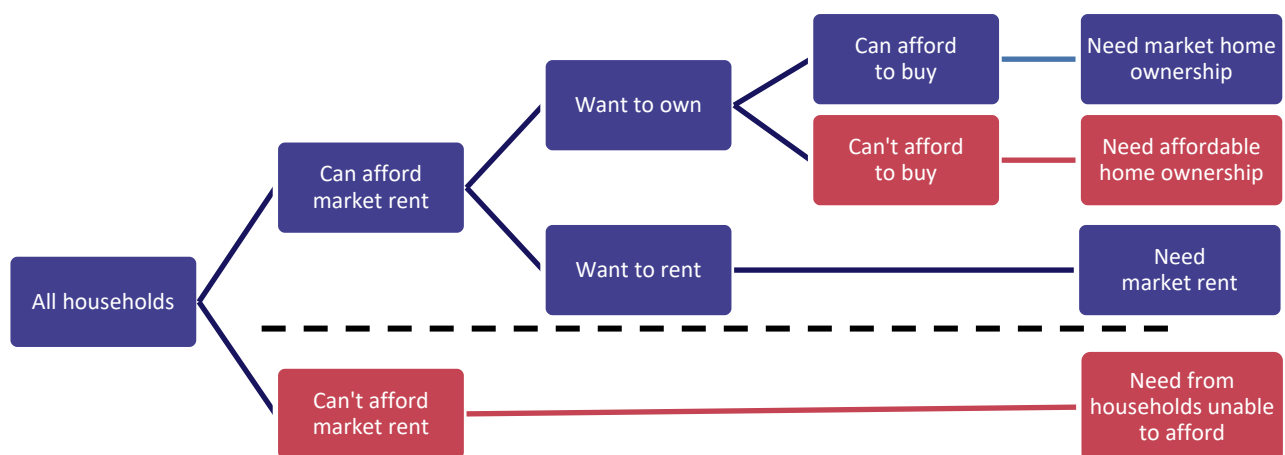 Can afford
to buy
Need market home
ownership
Want to own
Can't afford
to buy
Need affordable
home ownership
Can afford
market rent
Want to rent
Need
market rent
All households
Can't afford
market rent
Need from
households unable
to afford